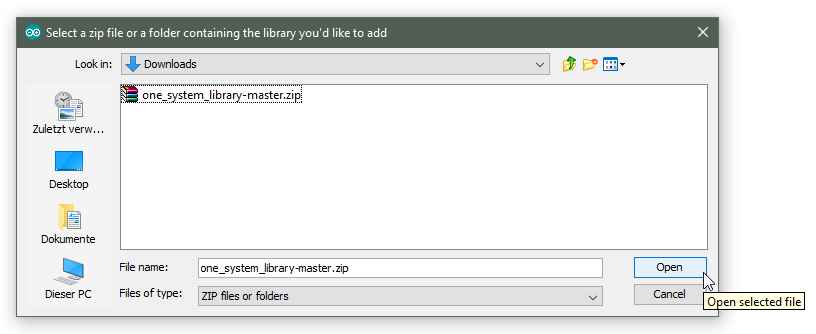 Select a zip file or a folder containing the library you'd like to add
Look in:
Downloads
one_system_library-master.zip
Zuletzt verw...
Desktop
Dokumente
Dieser PC
File name:
one_system_library-master.zip
Open
Files of type:
ZIP files or folders
Cancel
Open selected file